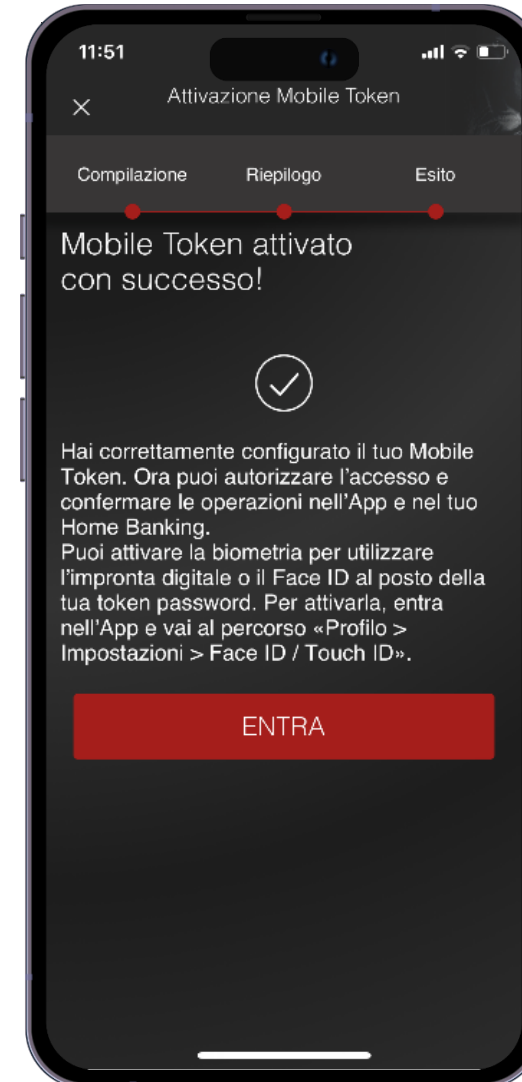 11:51
Attivazione Mobile Token
Compilazione Riepilogo Esito
Mobile Token attivato
con successo!
Hai correttamente configurato il tuo Mobile
Token. Ora puoi autorizzare l'accesso e
confermare le operazioni nell'App e nel tuo
Home Banking.
Puoi attivare la biometria per utilizzare
l'impronta digitale o il Face ID al posto della
tua token password. Per attivarla, entra
nell'App e vai al percorso «Profilo >
Impostazioni > Face ID / Touch ID».
ENTRA